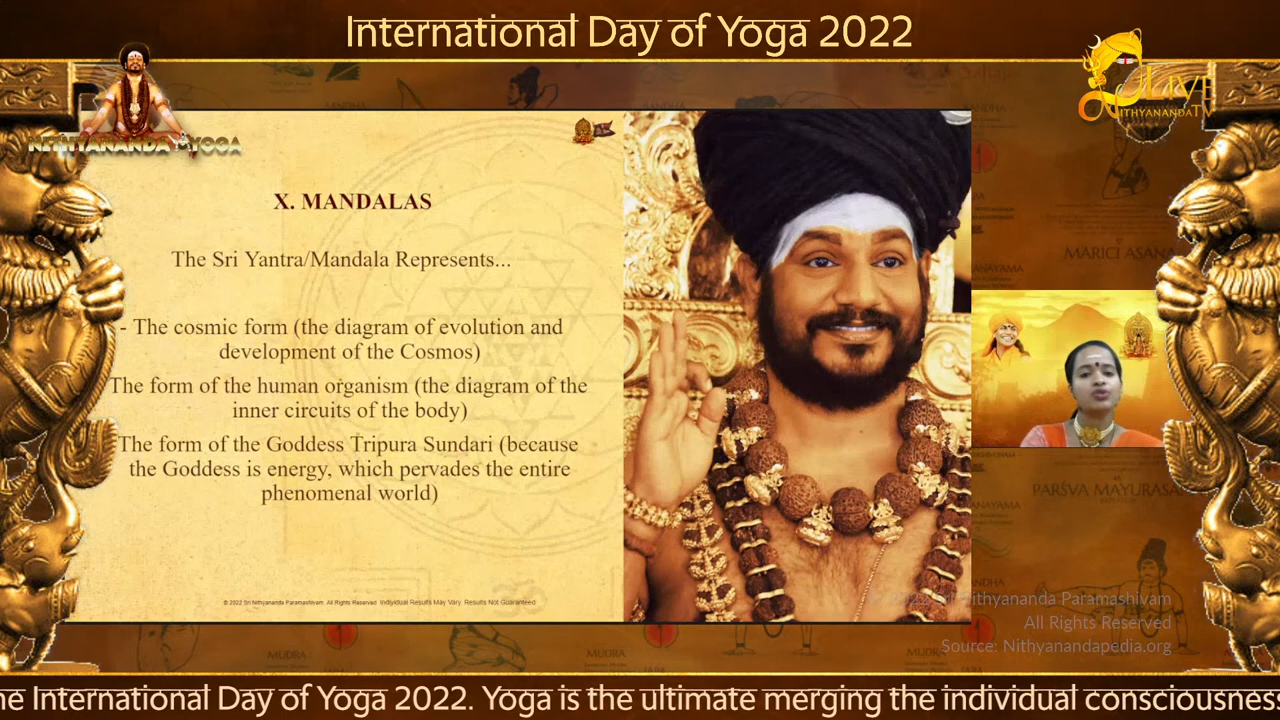 International Day of Yoga 2022
NITHYANANDA YOGA
LIVE
NITHYANANDA TV
X. MANDALAS
The Sri Yantra/Mandala Represents...
- The cosmic form (the diagram of evolution and
development of the Cosmos)
The form of the human organism (the diagram of the
inner circuits of the body)
The form of the Goddess Tripura Sundari (because
the Goddess is energy, which pervades the entire
phenomenal world)
© 2022 Sri Nithyananda Paramashivam. All Rights Reserved. Individual Results May Vary. Results Not Guaranteed
MARICI ASANA
PARŚVA MAYURASA
MUDRA
MUDRA
Nithyananda Paramashivam
All Rights Reserved
Source: Nithyanandapedia.org
ne International Day of Yoga 2022. Yoga is the ultimate merging the individual consciousness